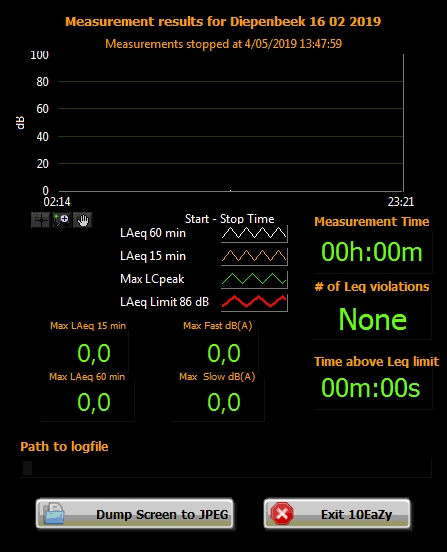 Measurement results for Diepenbeek 16 02 2019
Measurements stopped at 4/05/2019 13:47:59
100
80
60
40
20
0
dB
02:14
23:21
Start - Stop Time
LAeq 60 min
LAeq 15 min
Max LCpeak
LAeq Limit 86 dB
Measurement Time
00h:00m
# of Leq violations
None
Time above Leq limit
00m:00s
Max LAeq 15 min
Max Fast dB(A)
0,0
0,0
Max LAeq 60 min
Max Slow dB(A)
0,0
0,0
Path to logfile
Dump Screen to JPEG
Exit 10EaZy